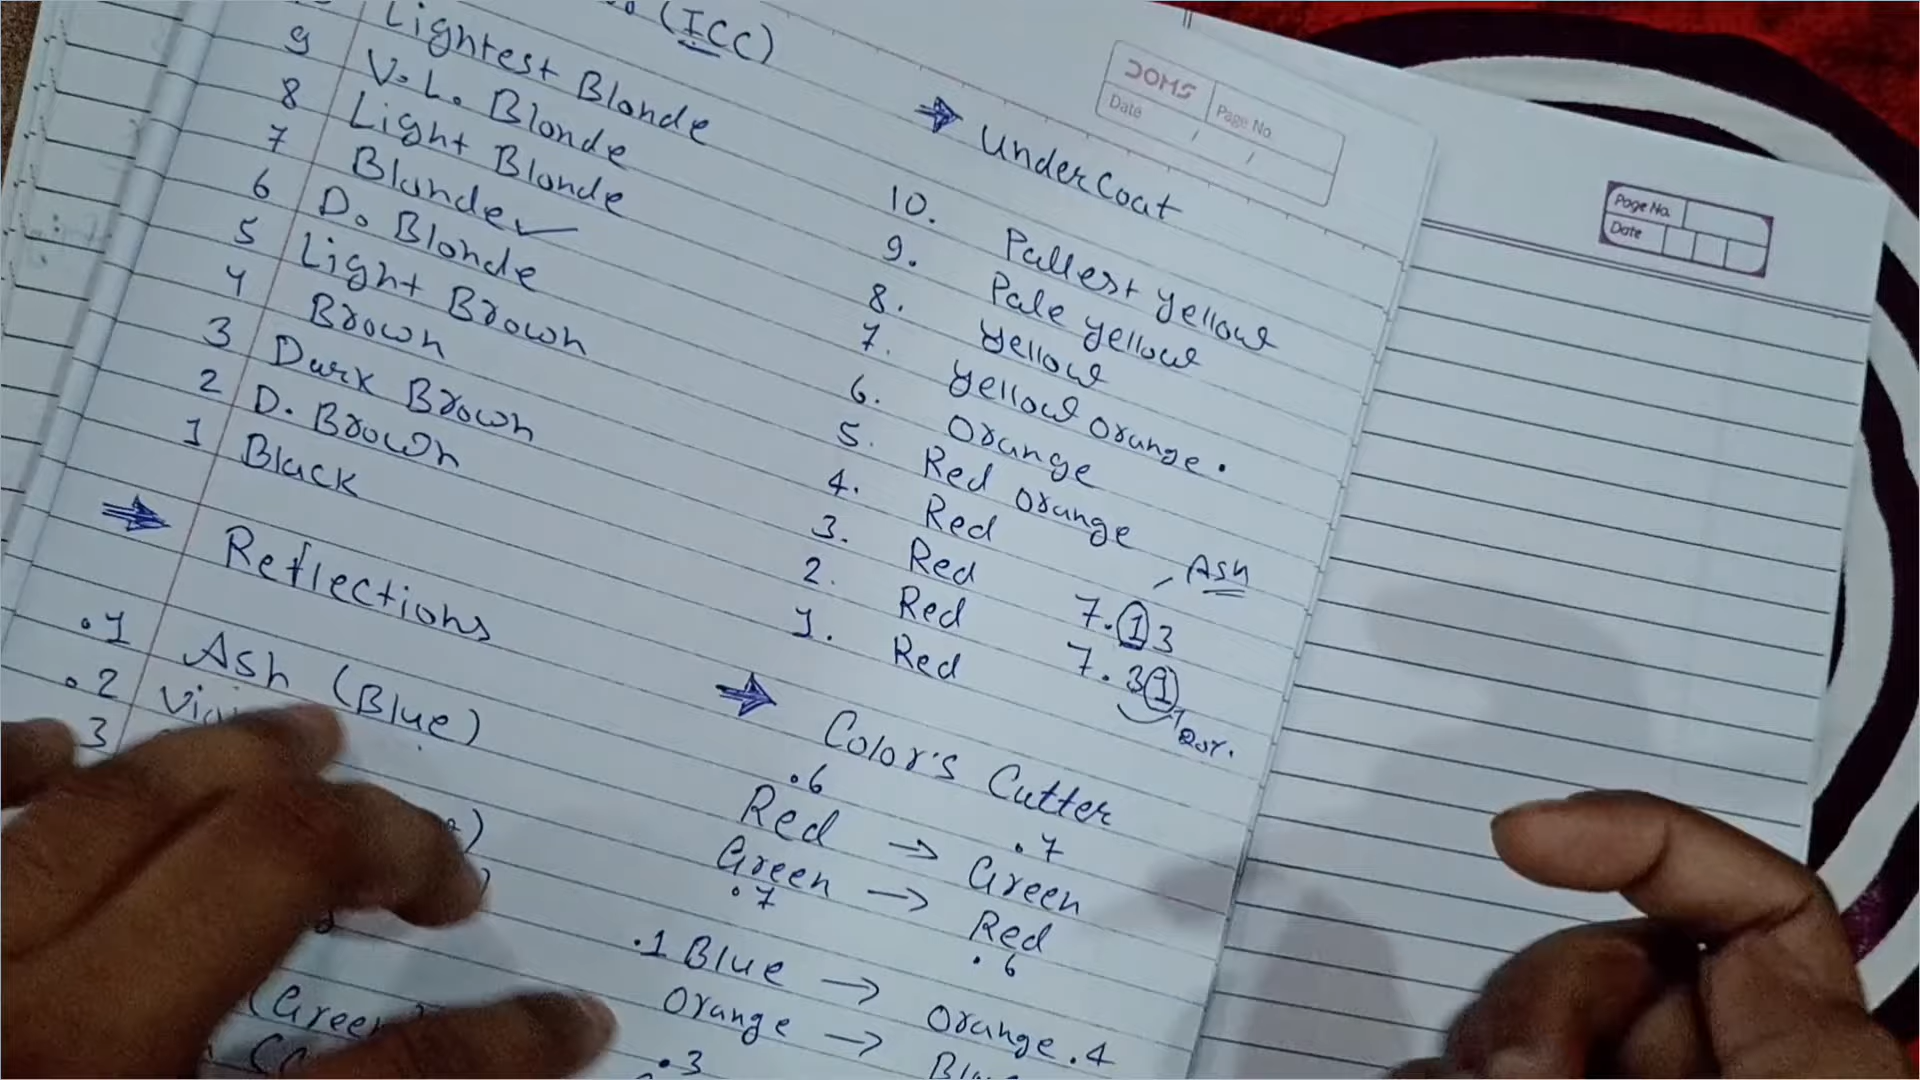 (ICC)
Lightest Blonde
9 V.L. Blonde
8 Light Blonde
7 Blonde
6 D. Blonde
5 Light Brown
4 Brown
3 Dark Brown
2 D. Brown
1 Black
Reflections
.1 Ash (Blue)
.2
3
(Green
DOMS
Date / / Page No.
UnderCoat
10. Pallest yellow
9. Pale yellow
8. Yellow
7. Yellow Orange.
6. Orange
5. Red Orange
4. Red
3. Red
2. Red
1. Red
Ash
7.13
7.31
20%.
Color's Cutter
.6 .7
Red → Green
Green → Red
.7 .6
.1 Blue → Orange .4
Orange →
.3
Page No.
Date